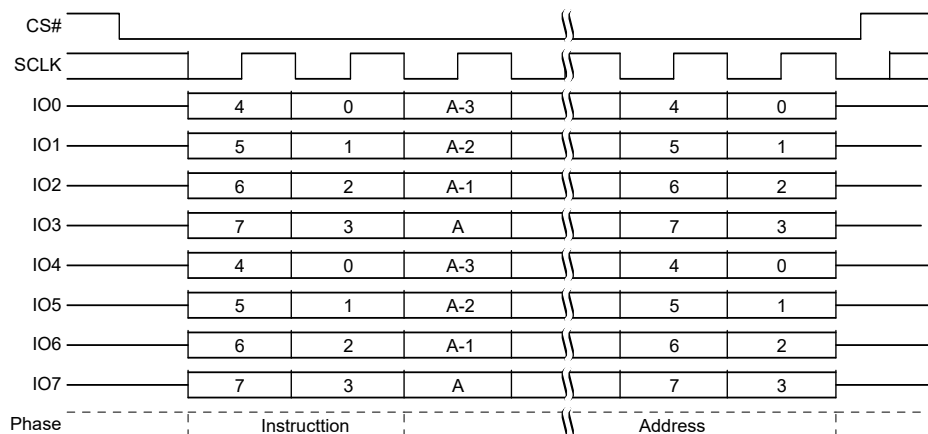 CS#
SCLK
IO0 4 0 A-3 4 0
IO1 5 1 A-2 5 1
IO2 6 2 A-1 6 2
IO3 7 3 A 7 3
IO4 4 0 A-3 4 0
IO5 5 1 A-2 5 1
IO6 6 2 A-1 6 2
IO7 7 3 A 7 3
Phase Instructtion Address